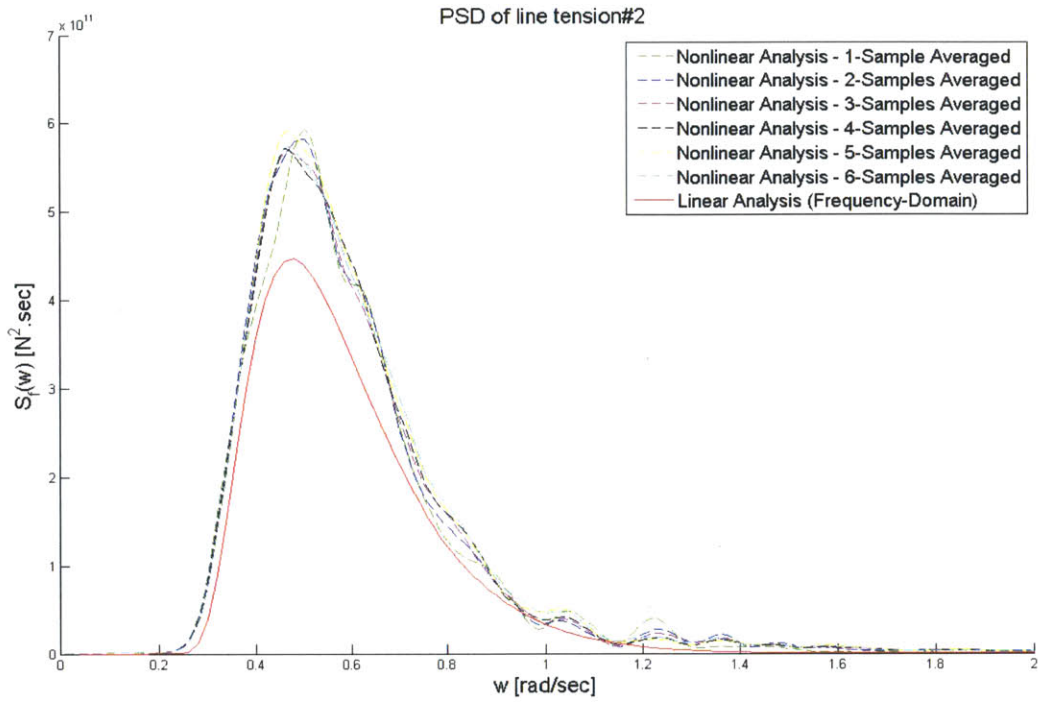 PSD of line tension#2
7 x 10^11
Nonlinear Analysis - 1-Sample Averaged
Nonlinear Analysis - 2-Samples Averaged
Nonlinear Analysis - 3-Samples Averaged
Nonlinear Analysis - 4-Samples Averaged
Nonlinear Analysis - 5-Samples Averaged
Nonlinear Analysis - 6-Samples Averaged
Linear Analysis (Frequency-Domain)
6
5
4
3
2
1
0
S_f(w) [N^2.sec]
0 0.2 0.4 0.6 0.8 1 1.2 1.4 1.6 1.8 2
w [rad/sec]